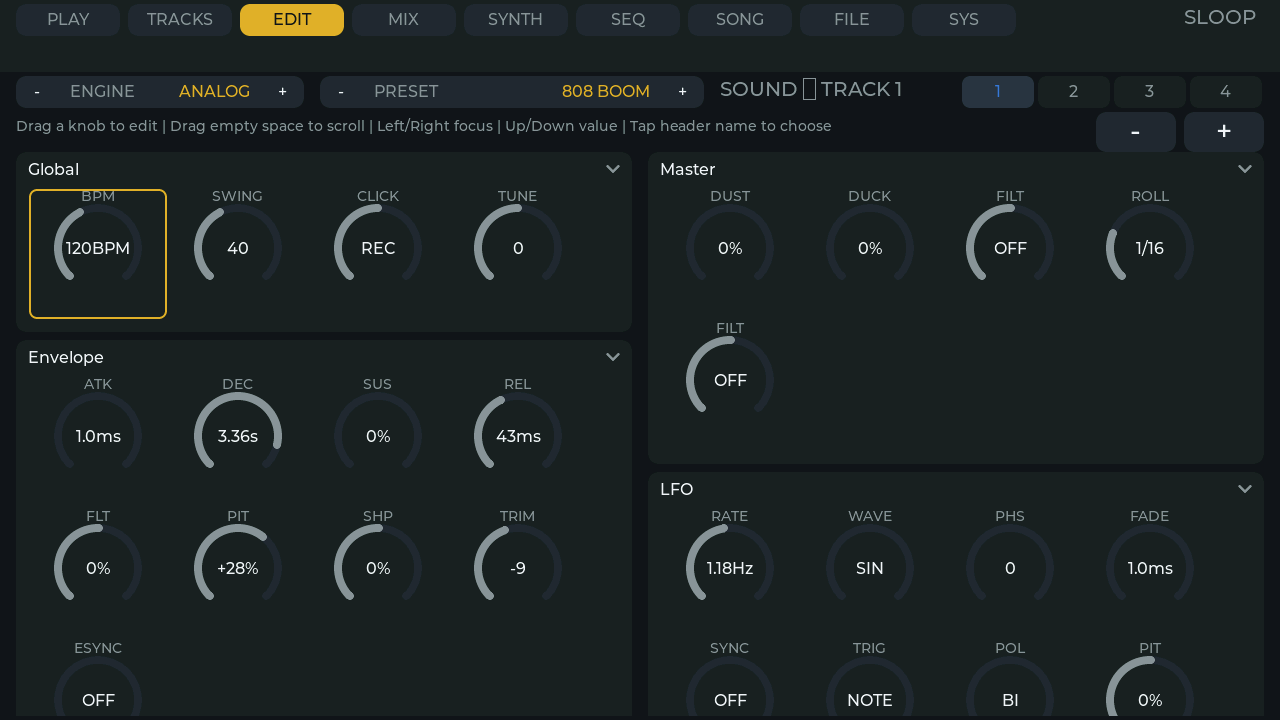 PLAY TRACKS EDIT MIX SYNTH SEQ SONG FILE SYS SLOOP
- ENGINE ANALOG + - PRESET 808 BOOM + SOUND TRACK 1 1 2 3 4
Drag a knob to edit | Drag empty space to scroll | Left/Right focus | Up/Down value | Tap header name to choose - +
Global
BPM SWING CLICK TUNE
120BPM 40 REC 0
Master
DUST DUCK FILT ROLL
0% 0% OFF 1/16
FILT
OFF
Envelope
ATK DEC SUS REL
1.0ms 3.36s 0% 43ms
FLT PIT SHP TRIM
0% +28% 0% -9
ESYNC
OFF
LFO
RATE WAVE PHS FADE
1.18Hz SIN 0 1.0ms
SYNC TRIG POL PIT
OFF NOTE BI 0%